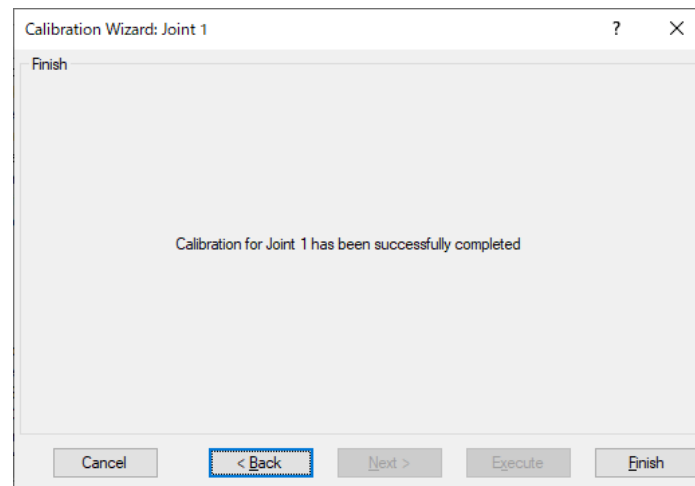 Calibration Wizard: Joint 1
?
Finish
Calibration for Joint 1 has been successfully completed
Cancel
< Back
Next >
Execute
Finish